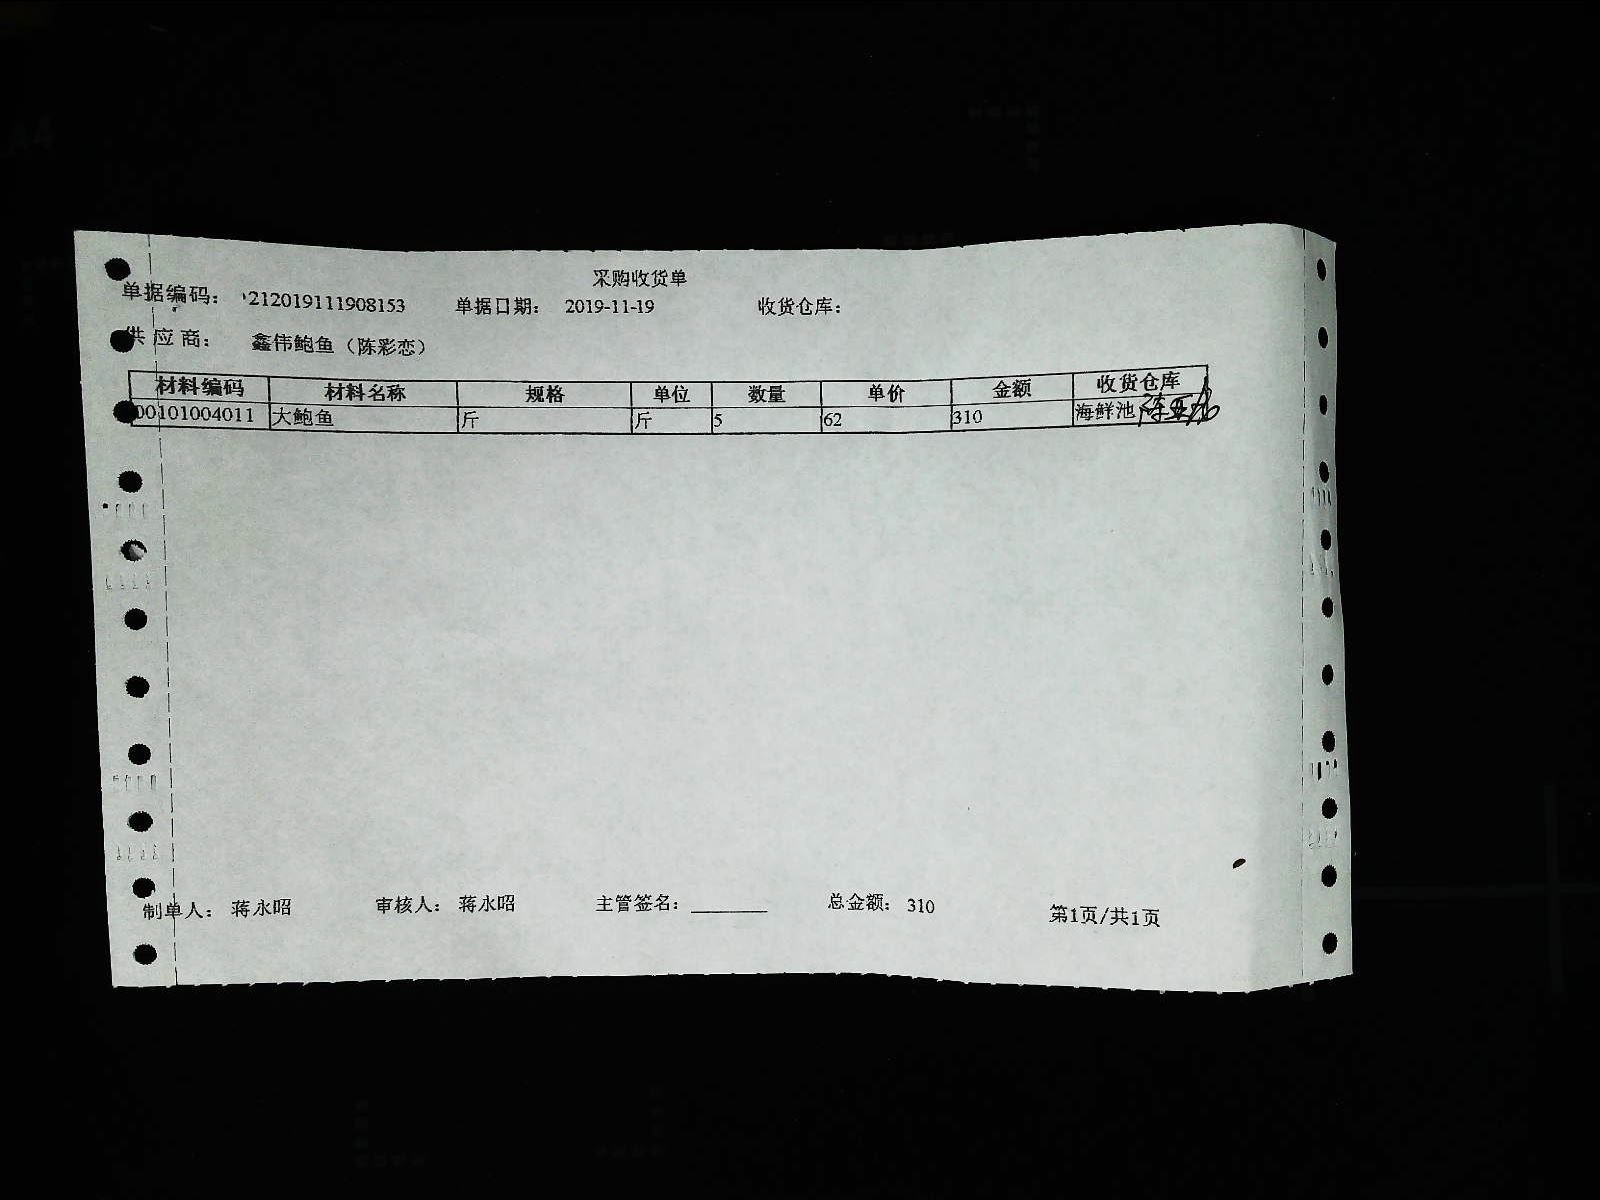 采购收货单
单据编码: 212019111908153 单据日期: 2019-11-19 收货仓库:
供应商: 鑫伟鲍鱼（陈彩恋）
材料编码 材料名称 规格 单位 数量 单价 金额 收货仓库
00101004011 大鲍鱼 斤 斤 5 62 310 海鲜池
制单人: 蒋永昭 审核人: 蒋永昭 主管签名: 总金额: 310 第1页/共1页